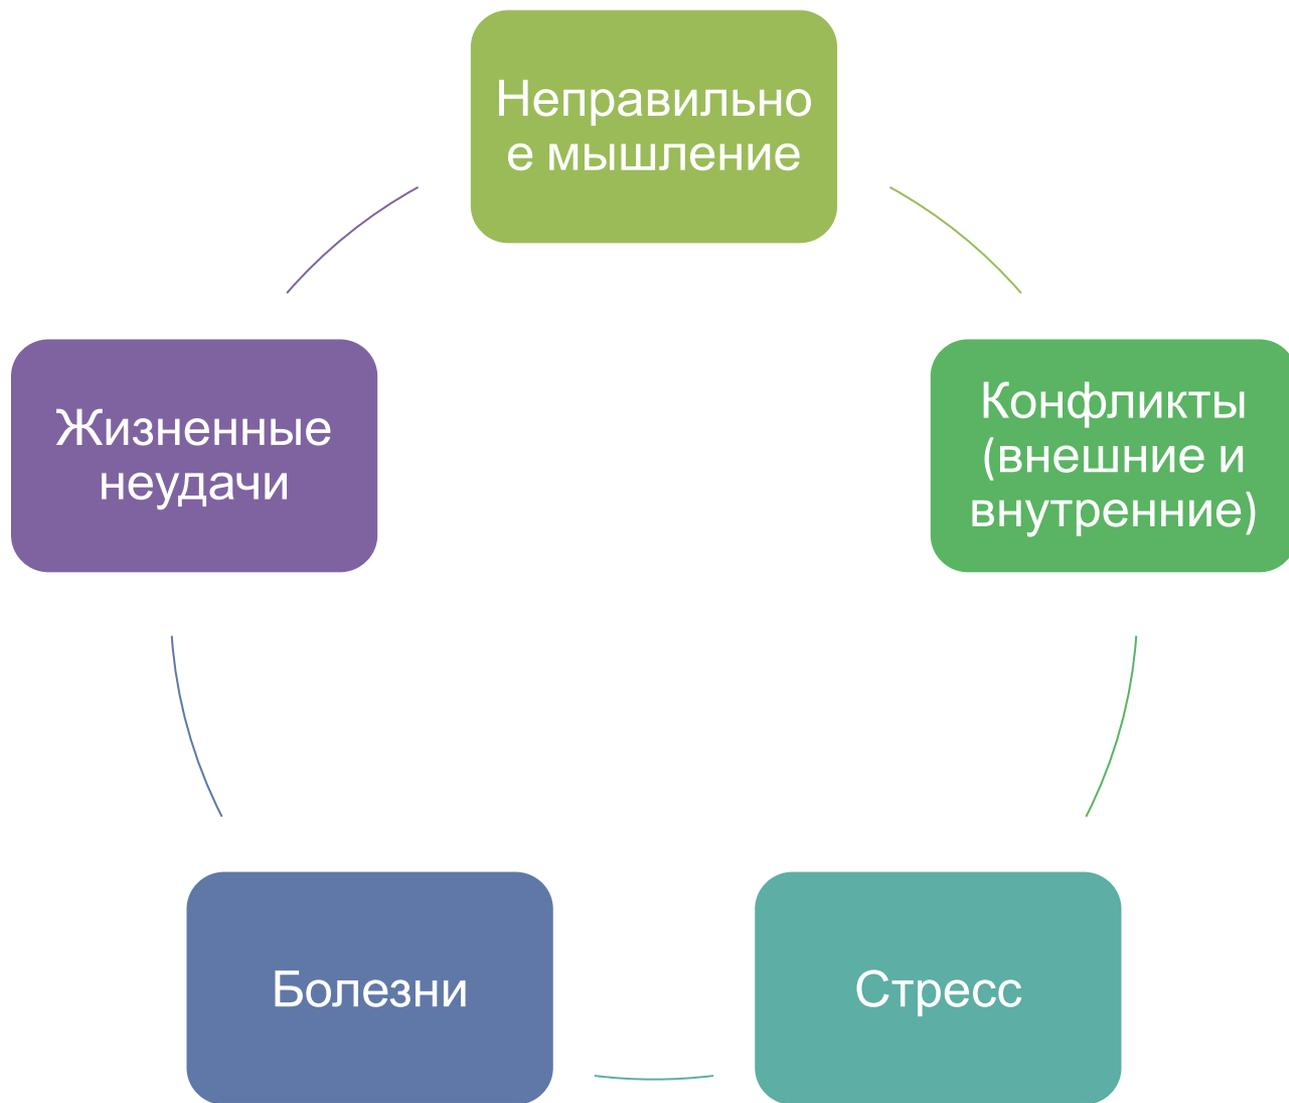 Неправильно
е мышление
Конфликты
(внешние и
внутренние)
Стресс
Болезни
Жизненные
неудачи